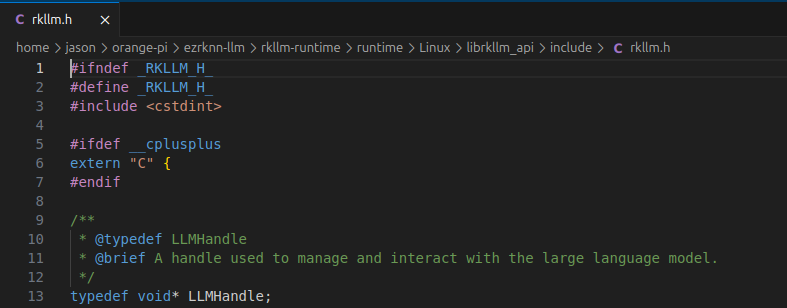 C rkllm.h ×
home > jason > orange-pi > ezrknn-llm > rkllm-runtime > runtime > Linux > librkllm_api > include > C rkllm.h
1 #ifndef _RKLLM_H_
2 #define _RKLLM_H_
3 #include <cstdint>
4
5 #ifdef __cplusplus
6 extern "C" {
7 #endif
8
9 /**
10 * @typedef LLMHandle
11 * @brief A handle used to manage and interact with the large language model.
12 */
13 typedef void* LLMHandle;